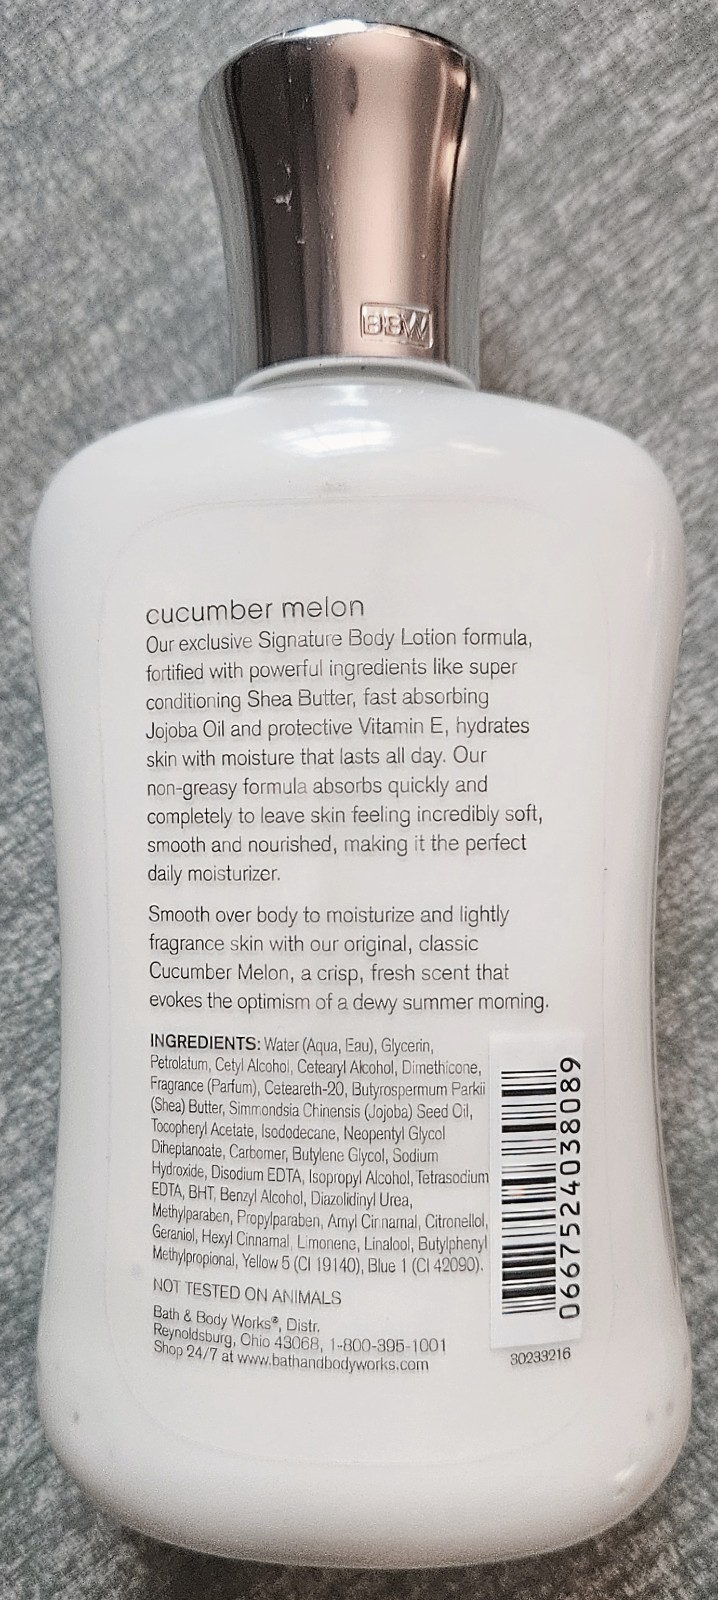 BBW
cucumber melon
Our exclusive Signature Body Lotion formula,
fortified with powerful ingredients like super
conditioning Shea Butter, fast absorbing
Jojoba Oil and protective Vitamin E, hydrates
skin with moisture that lasts all day. Our
non-greasy formula absorbs quickly and
completely to leave skin feeling incredibly soft,
smooth and nourished, making it the perfect
daily moisturizer.
Smooth over body to moisturize and lightly
fragrance skin with our original, classic
Cucumber Melon, a crisp, fresh scent that
evokes the optimism of a dewy summer morning.
INGREDIENTS: Water (Aqua, Eau), Glycerin,
Petrolatum, Cetyl Alcohol, Cetearyl Alcohol, Dimethicone,
Fragrance (Parfum), Ceteareth-20, Butyrospermum Parkii
(Shea) Butter, Simmondsia Chinensis (Jojoba) Seed Oil,
Tocopheryl Acetate, Isododecane, Neopentyl Glycol
Diheptanoate, Carbomer, Butylene Glycol, Sodium
Hydroxide, Disodium EDTA, Isopropyl Alcohol, Tetrasodium
EDTA, BHT, Benzyl Alcohol, Diazolidinyl Urea,
Methylparaben, Propylparaben, Amyl Cinnamal, Citronellol,
Geraniol, Hexyl Cinnamal, Limonene, Linalool, Butylphenyl
Methylpropional, Yellow 5 (CI 19140), Blue 1 (CI 42090).
NOT TESTED ON ANIMALS
Bath & Body Works®, Distr.
Reynoldsburg, Ohio 43068, 1-800-395-1001
Shop 24/7 at www.bathandbodyworks.com
0667524038089
30233216